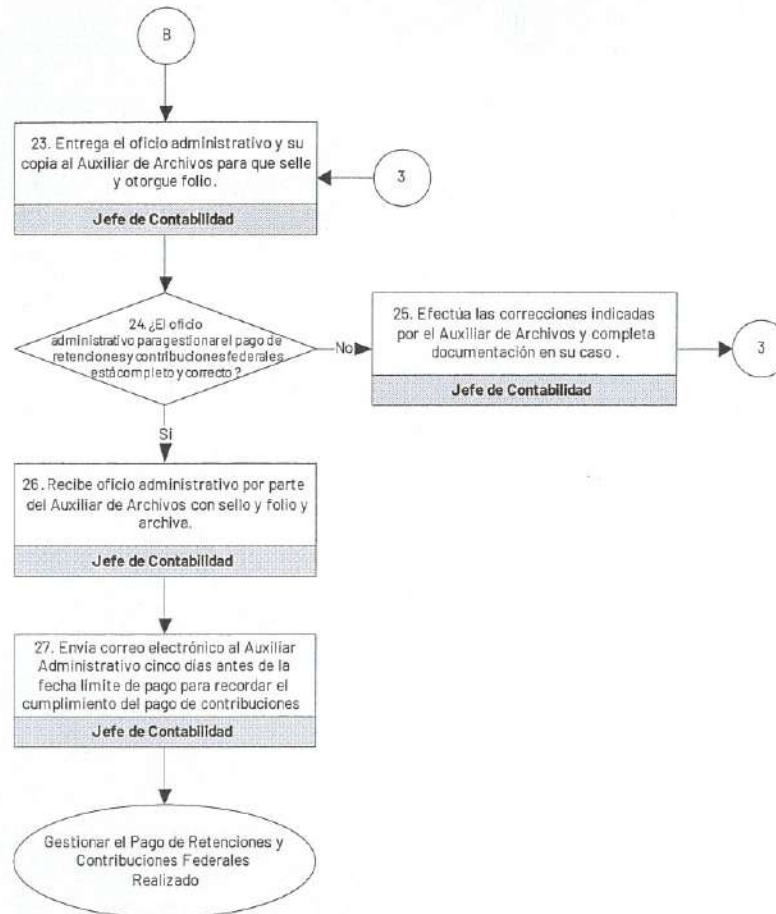 B
23. Entrega el oficio administrativo y su
copia al Auxiliar de Archivos para que selle
y otorgue folio.
Jefe de Contabilidad
3
24. ¿El oficio
administrativo para gestionar el pago de
retenciones y contribuciones federales
está completo y correcto ?
No
25. Efectúa las correcciones indicadas
por el Auxiliar de Archivos y completa
documentación en su caso .
Jefe de Contabilidad
3
Si
26. Recibe oficio administrativo por parte
del Auxiliar de Archivos con sello y folio y
archiva.
Jefe de Contabilidad
27. Envía correo electrónico al Auxiliar
Administrativo cinco días antes de la
fecha límite de pago para recordar el
cumplimiento del pago de contribuciones
Jefe de Contabilidad
Gestionar el Pago de Retenciones y
Contribuciones Federales
Realizado